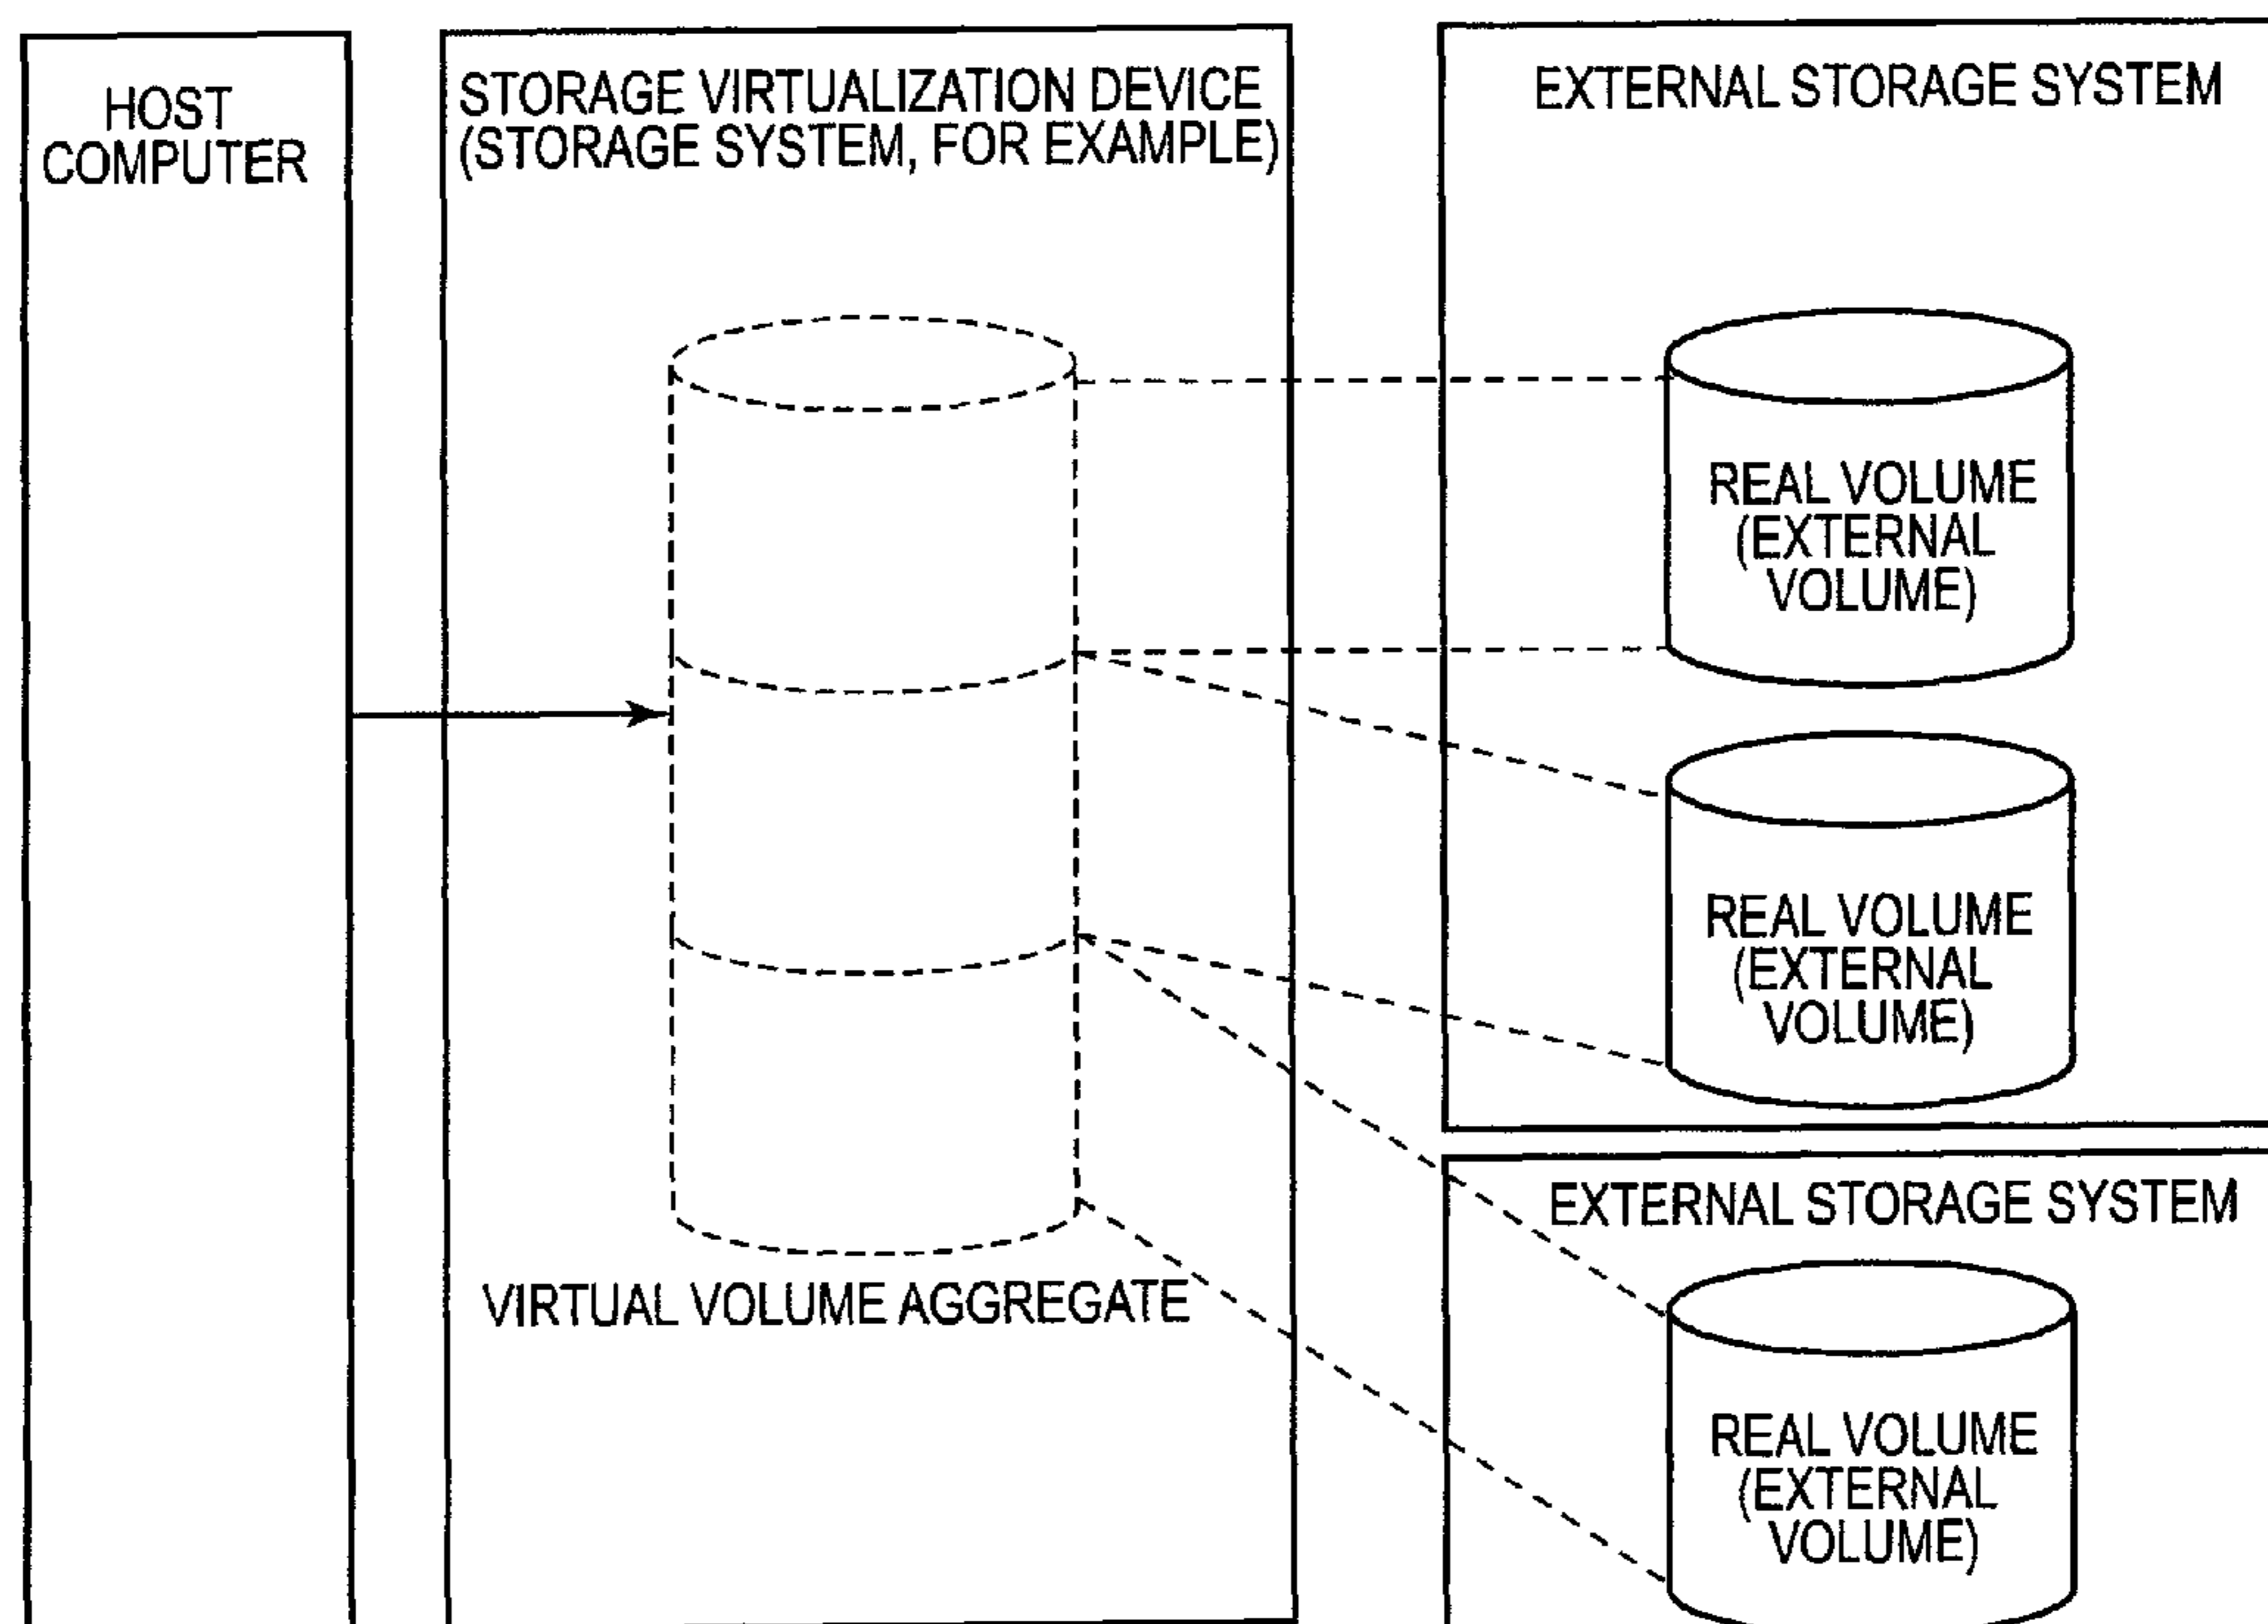 HOST
COMPUTER
STORAGE VIRTUALIZATION DEVICE
(STORAGE SYSTEM, FOR EXAMPLE)
VIRTUAL VOLUME AGGREGATE
EXTERNAL STORAGE SYSTEM
REAL VOLUME
(EXTERNAL
VOLUME)
REAL VOLUME
(EXTERNAL
VOLUME)
EXTERNAL STORAGE SYSTEM
REAL VOLUME
(EXTERNAL
VOLUME)